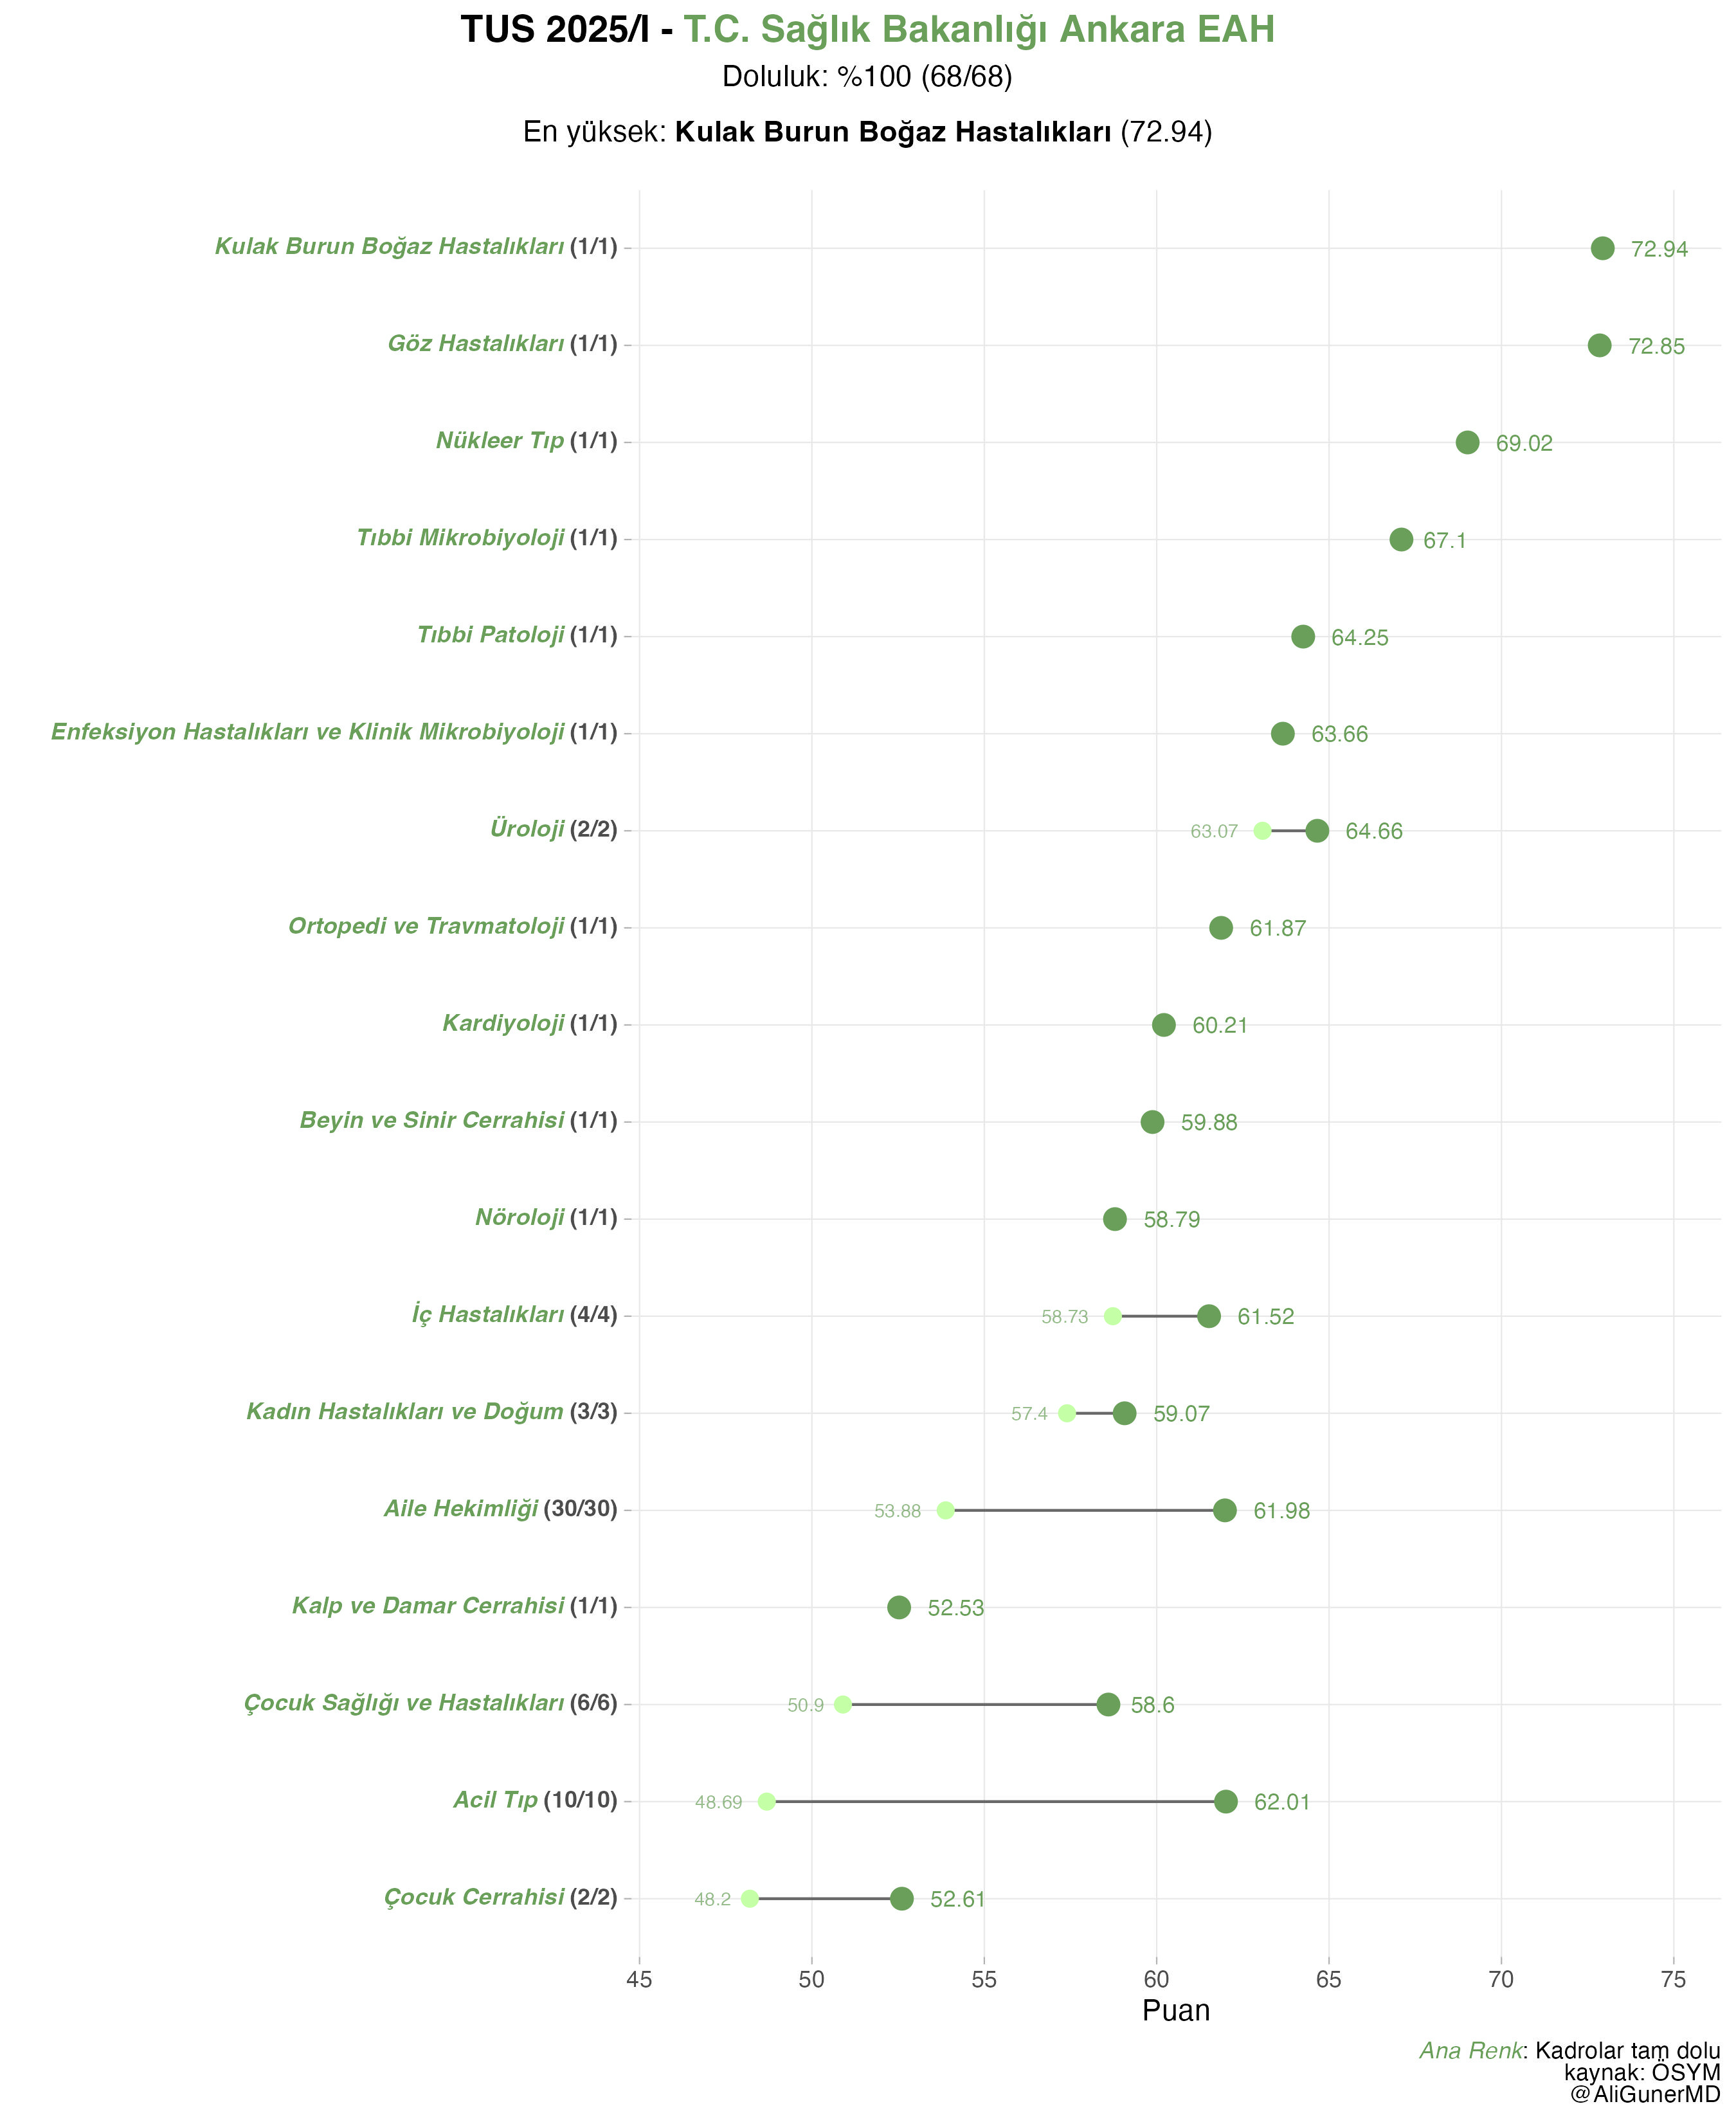 TUS 2025/I - T.C. Sağlık Bakanlığı Ankara EAH
Doluluk: %100 (68/68)
En yüksek: Kulak Burun Boğaz Hastalıkları (72.94)
Kulak Burun Boğaz Hastalıkları (1/1) 72.94
Göz Hastalıkları (1/1) 72.85
Nükleer Tıp (1/1) 69.02
Tıbbi Mikrobiyoloji (1/1) 67.1
Tıbbi Patoloji (1/1) 64.25
Enfeksiyon Hastalıkları ve Klinik Mikrobiyoloji (1/1) 63.66
Üroloji (2/2) 63.07 64.66
Ortopedi ve Travmatoloji (1/1) 61.87
Kardiyoloji (1/1) 60.21
Beyin ve Sinir Cerrahisi (1/1) 59.88
Nöroloji (1/1) 58.79
İç Hastalıkları (4/4) 58.73 61.52
Kadın Hastalıkları ve Doğum (3/3) 57.4 59.07
Aile Hekimliği (30/30) 53.88 61.98
Kalp ve Damar Cerrahisi (1/1) 52.53
Çocuk Sağlığı ve Hastalıkları (6/6) 50.9 58.6
Acil Tıp (10/10) 48.69 62.01
Çocuk Cerrahisi (2/2) 48.2 52.61
45 50 55 60 65 70 75
Puan
Ana Renk: Kadrolar tam dolu
kaynak: ÖSYM
@AliGunerMD